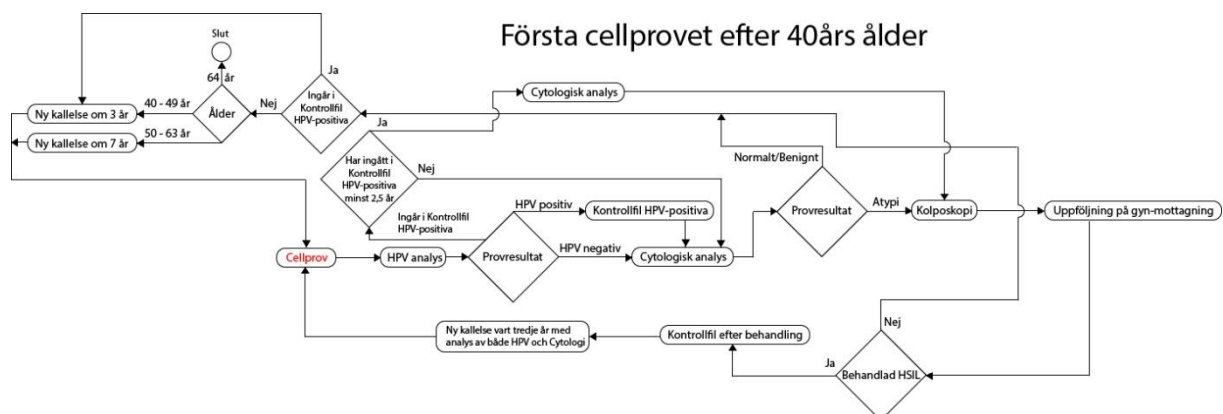 Första cellprovet efter 40års ålder
Slut
64 år
Ja
40 - 49 år
Ålder
Nej
Ingår i
Kontrollfil
HPV-positiva
Ny kallelse om 3 år
50 - 63 år
Ny kallelse om 7 år
Cytologisk analys
Ja
Har ingått i
Kontrollfil
HPV-positiva
minst 2,5 år
Nej
Normalt/Benignt
Ingår i Kontrollfil
HPV-positiva
HPV positiv
Kontrollfil HPV-positiva
Provresultat
Atypi
Kolposkopi
Uppföljning på gyn-mottagning
Cellprov
HPV analys
Provresultat
HPV negativ
Cytologisk analys
Ny kallelse vart tredje år med
analys av både HPV och Cytologi
Kontrollfil efter behandling
Nej
Ja
Behandlad HSIL